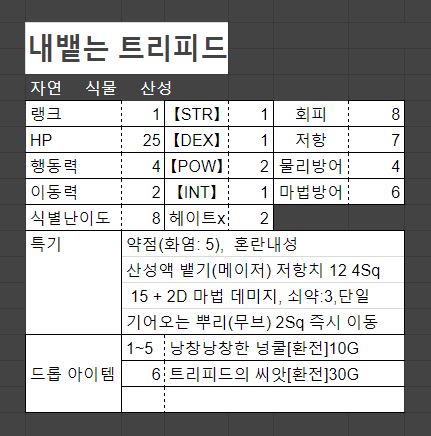 내뱉는 트리피드
자연 식물 산성
랭크 1 【STR】 1 회피 8
HP 25 【DEX】 1 저항 7
행동력 4 【POW】 2 물리방어 4
이동력 2 【INT】 1 마법방어 6
식별난이도 8 헤이트x 2
특기 약점(화염: 5), 혼란내성
산성액 뱉기(메이저) 저항치 12 4Sq
15 + 2D 마법 데미지, 쇠약:3,단일
기어오는 뿌리(무브) 2Sq 즉시 이동
드롭 아이템 1~5 낭창낭창한 넝쿨[환전]10G
6 트리피드의 씨앗[환전]30G